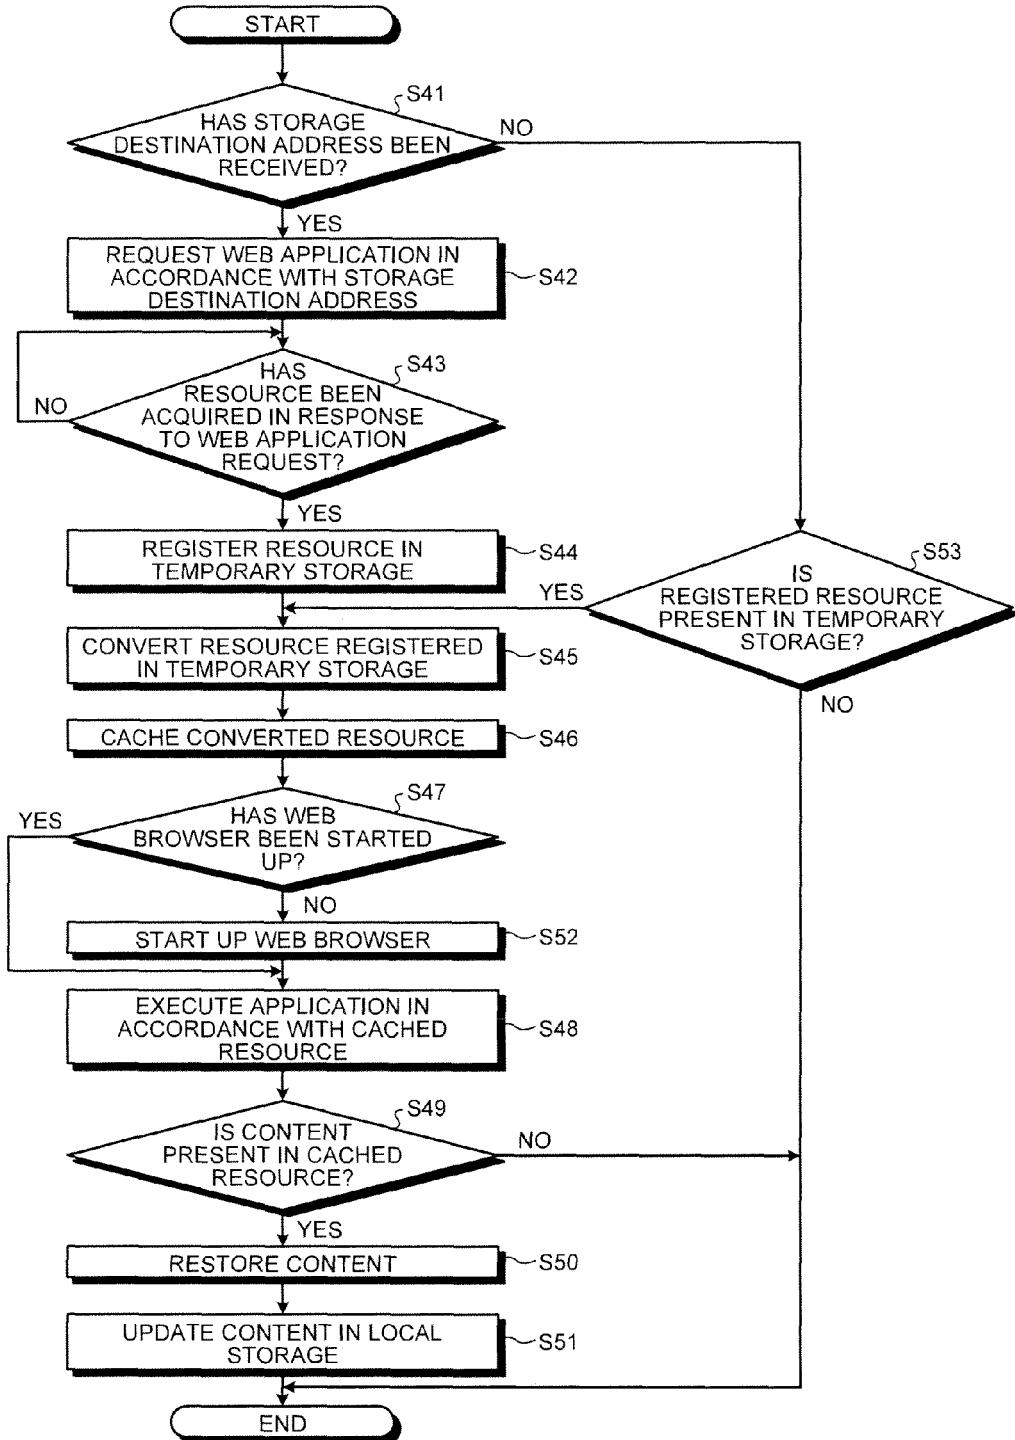 START
S41
HAS STORAGE
DESTINATION ADDRESS BEEN
RECEIVED?
NO
YES
REQUEST WEB APPLICATION IN
ACCORDANCE WITH STORAGE
DESTINATION ADDRESS
S42
S43
HAS
RESOURCE BEEN
ACQUIRED IN RESPONSE
TO WEB APPLICATION
REQUEST?
NO
YES
REGISTER RESOURCE IN
TEMPORARY STORAGE
S44
S53
IS
REGISTERED RESOURCE
PRESENT IN TEMPORARY
STORAGE?
YES
NO
CONVERT RESOURCE REGISTERED
IN TEMPORARY STORAGE
S45
CACHE CONVERTED RESOURCE
S46
S47
HAS WEB
BROWSER BEEN STARTED
UP?
YES
NO
START UP WEB BROWSER
S52
EXECUTE APPLICATION IN
ACCORDANCE WITH CACHED
RESOURCE
S48
S49
IS CONTENT
PRESENT IN CACHED
RESOURCE?
NO
YES
RESTORE CONTENT
S50
UPDATE CONTENT IN LOCAL
STORAGE
S51
END